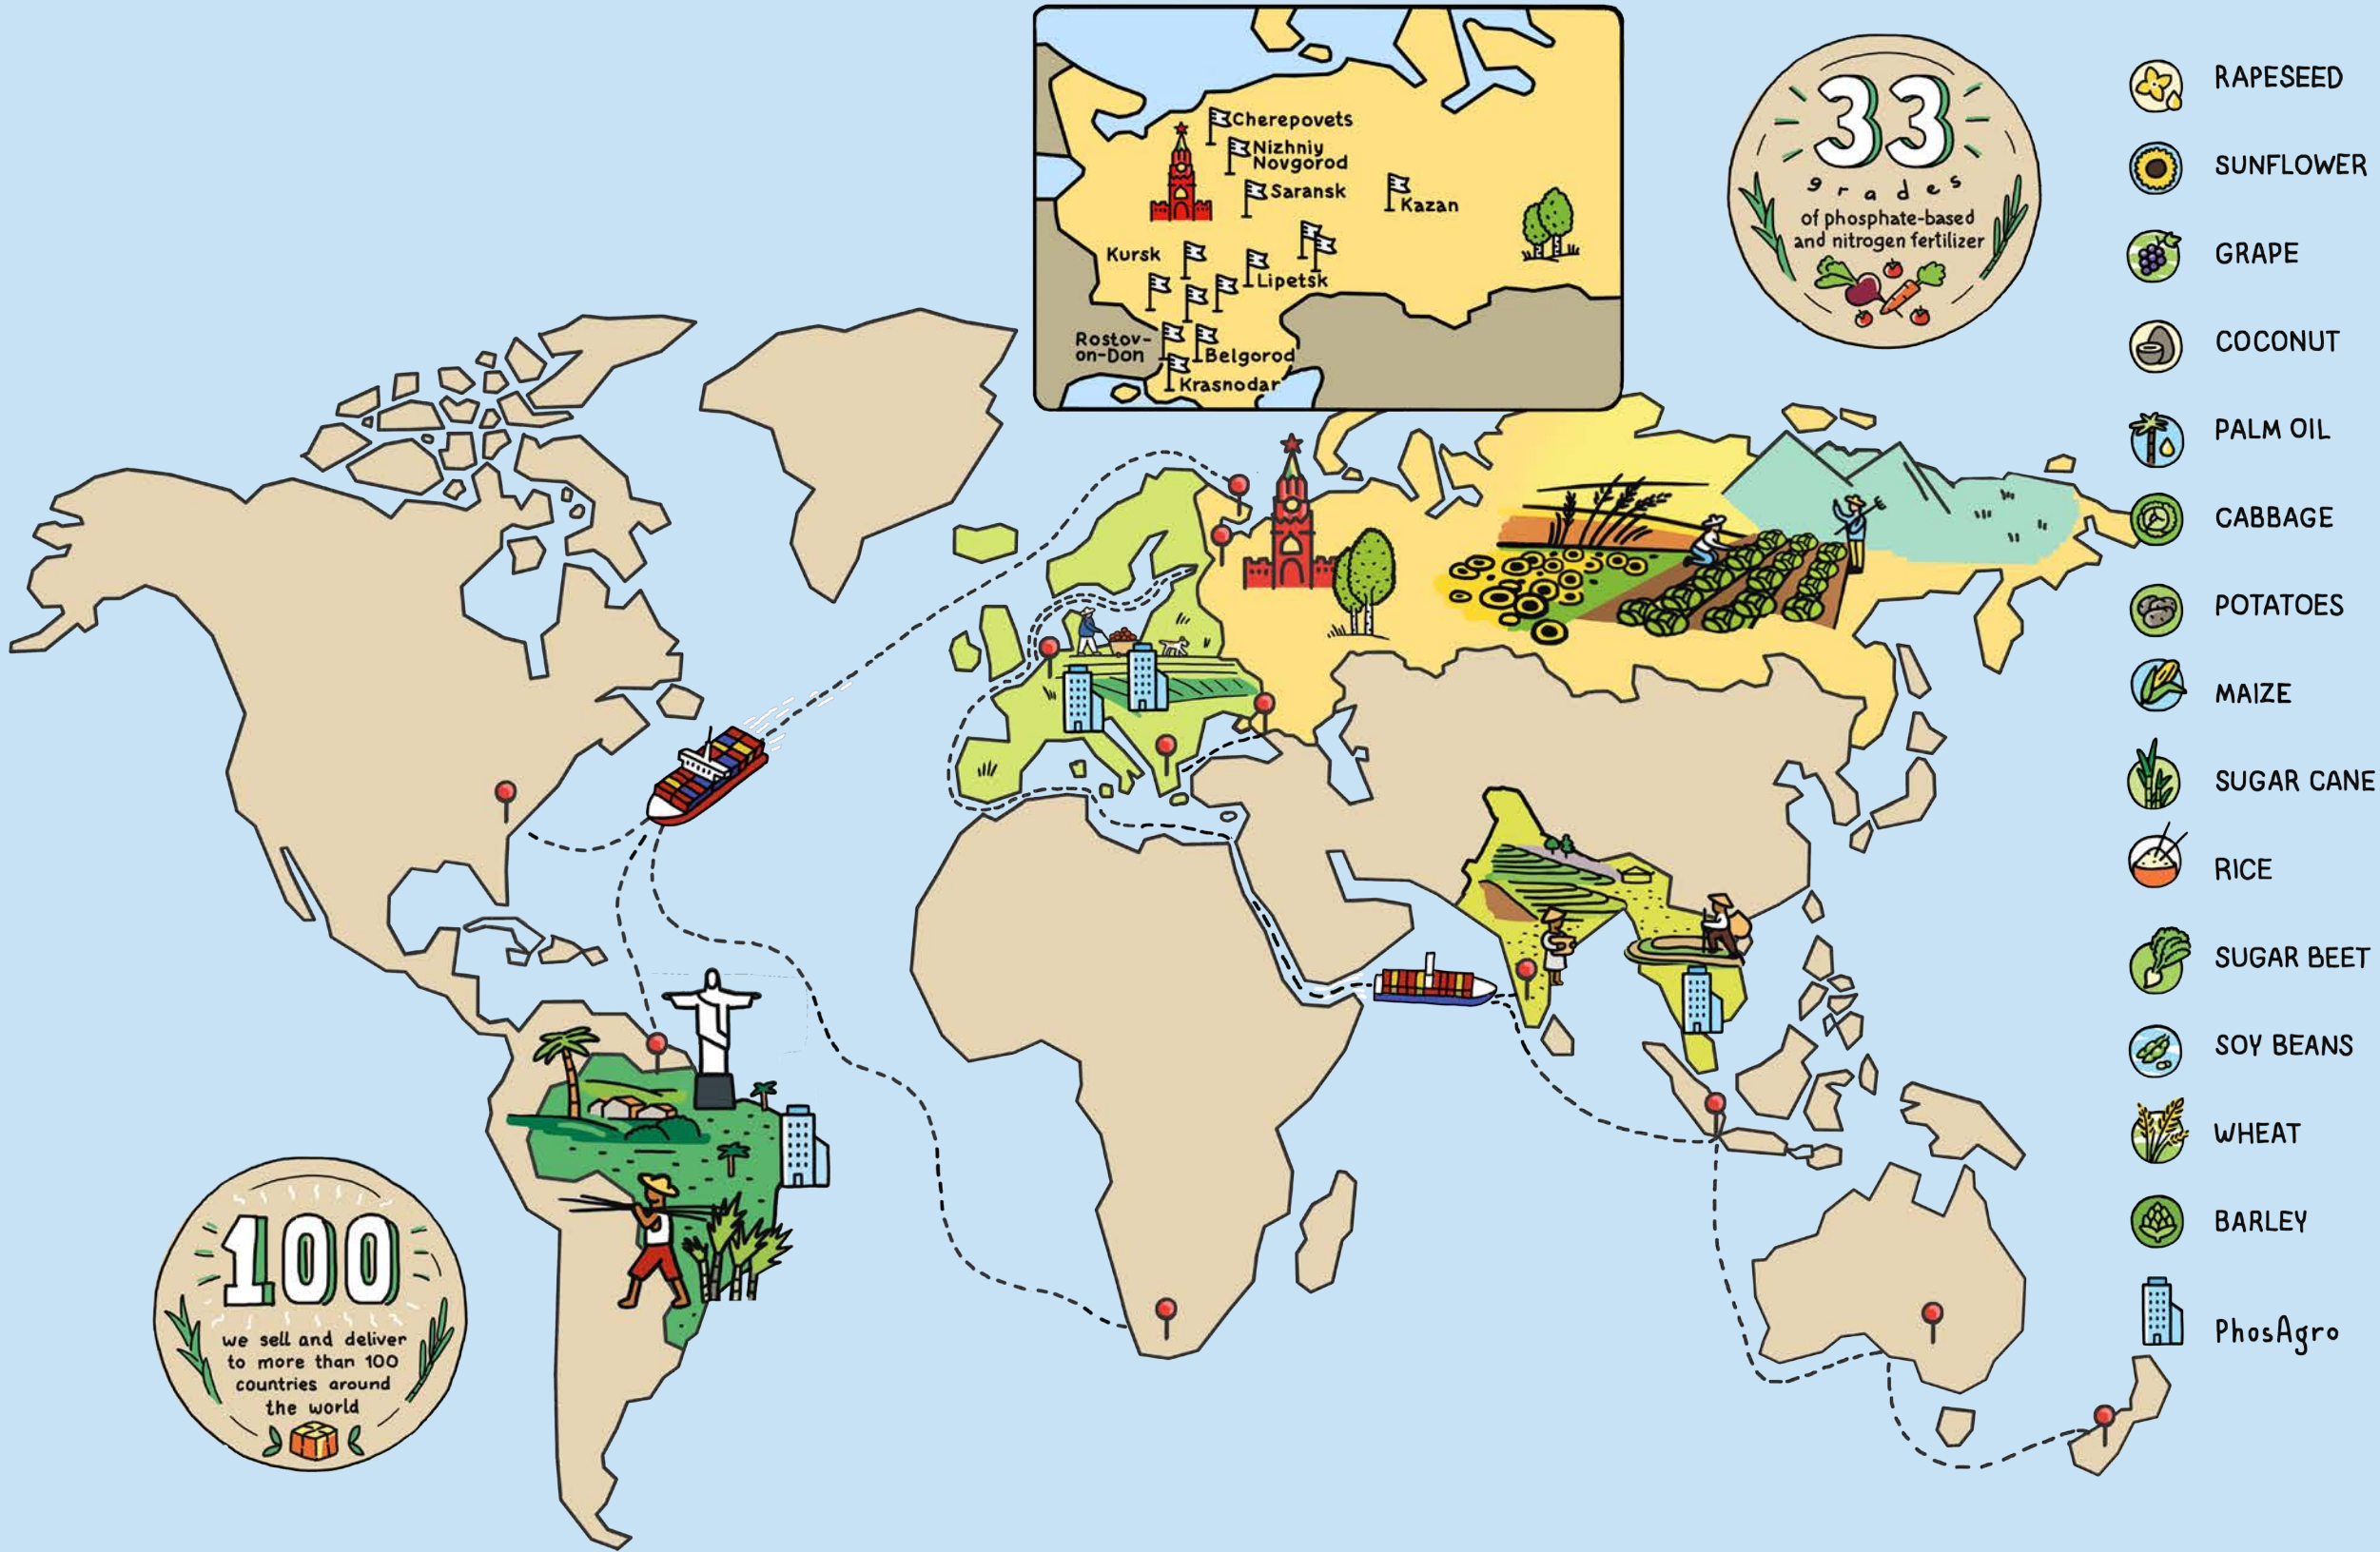 Cherepovets
Nizhniy
Novgorod
Saransk
Kazan
Kursk
Lipetsk
Rostov-
on-Don
Belgorod
Krasnodar
33
grades
of phosphate-based
and nitrogen fertilizer
RAPESEED
SUNFLOWER
GRAPE
COCONUT
PALM OIL
CABBAGE
POTATOES
MAIZE
SUGAR CANE
RICE
SUGAR BEET
SOY BEANS
WHEAT
BARLEY
PhosAgro
100
we sell and deliver
to more than 100
countries around
the world